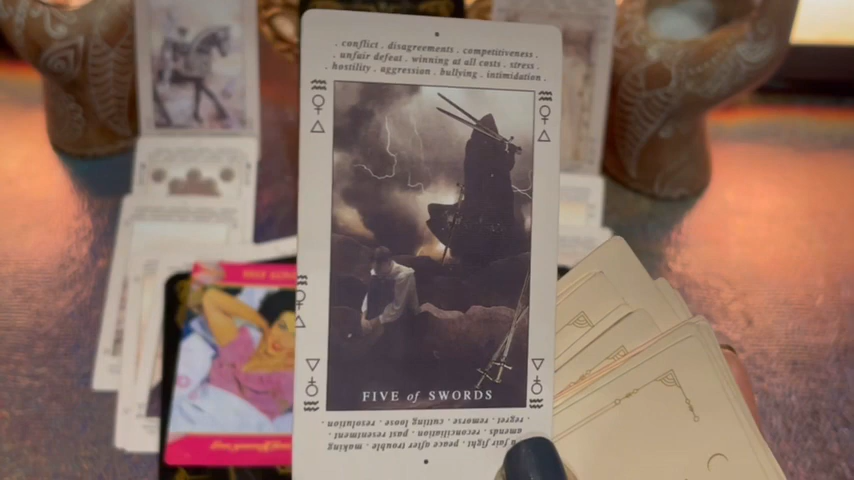 . conflict . disagreements . competitiveness .
. unfair defeat . winning at all costs . stress .
. hostility . aggression . bullying . intimidation .
FIVE of SWORDS
fair fight . peace after trouble . making
amends . reconciliation . past resentment .
regret . remorse . cutting loose . resolution .